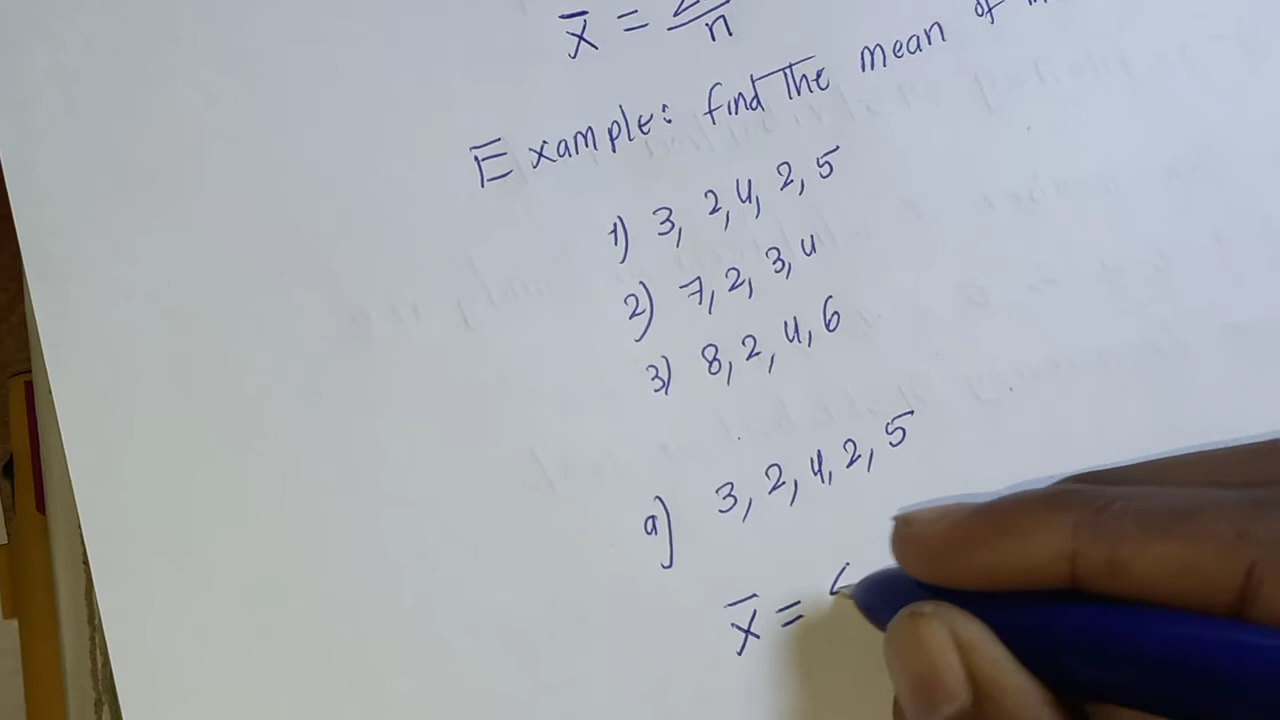 x̄ = Σ/n
Example: find The mean of
1) 3, 2, 4, 2, 5
2) 7, 2, 3, 4
3) 8, 2, 4, 6
a) 3, 2, 4, 2, 5
x̄ =